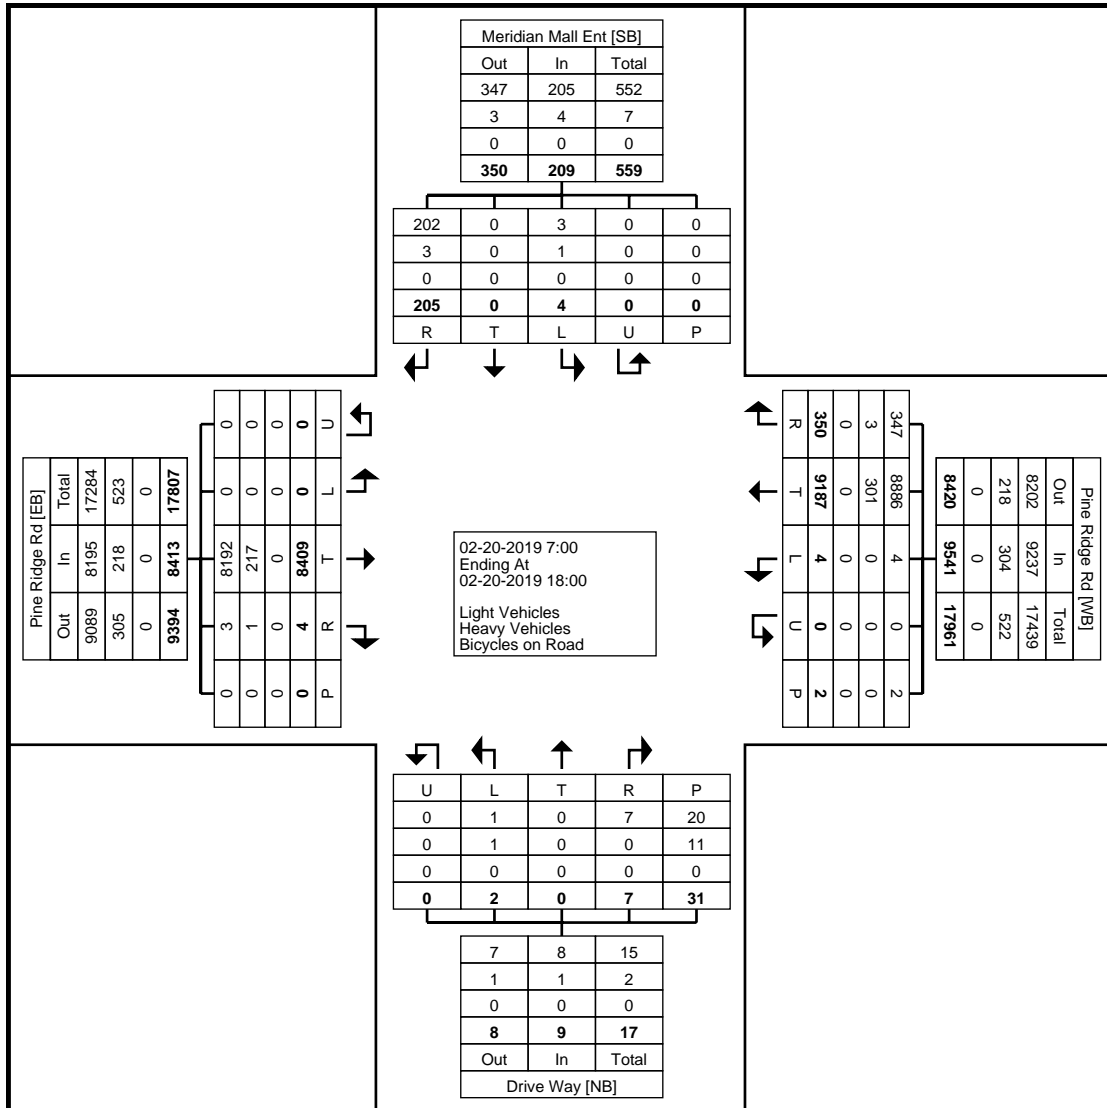 Meridian Mall Ent [SB]
Out In Total
347 205 552
3 4 7
0 0 0
350 209 559
202 0 3 0 0
3 0 1 0 0
0 0 0 0 0
205 0 4 0 0
R T L U P
Pine Ridge Rd [EB]
Total In Out
17284 8195 9089
523 218 305
0 0 0
17807 8413 9394
0 0 8192 3 0
0 0 217 1 0
0 0 0 0 0
0 0 8409 4 0
U L T R P
02-20-2019 7:00
Ending At
02-20-2019 18:00
Light Vehicles
Heavy Vehicles
Bicycles on Road
Pine Ridge Rd [WB]
Out In Total
8202 9237 17439
218 304 522
0 0 0
8420 9541 17961
347 8886 4 0 2
3 301 0 0 0
0 0 0 0 0
350 9187 4 0 2
R T L U P
U L T R P
0 1 0 7 20
0 1 0 0 11
0 0 0 0 0
0 2 0 7 31
7 8 15
1 1 2
0 0 0
8 9 17
Out In Total
Drive Way [NB]